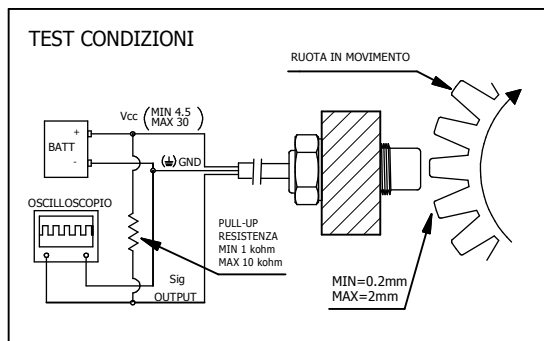 TEST CONDIZIONI
RUOTA IN MOVIMENTO
Vcc (MIN 4.5
MAX 30)
+
BATT
-
(⏚) GND
OSCILLOSCOPIO
PULL-UP
RESISTENZA
MIN 1 kohm
MAX 10 kohm
Sig
OUTPUT
MIN=0.2mm
MAX=2mm